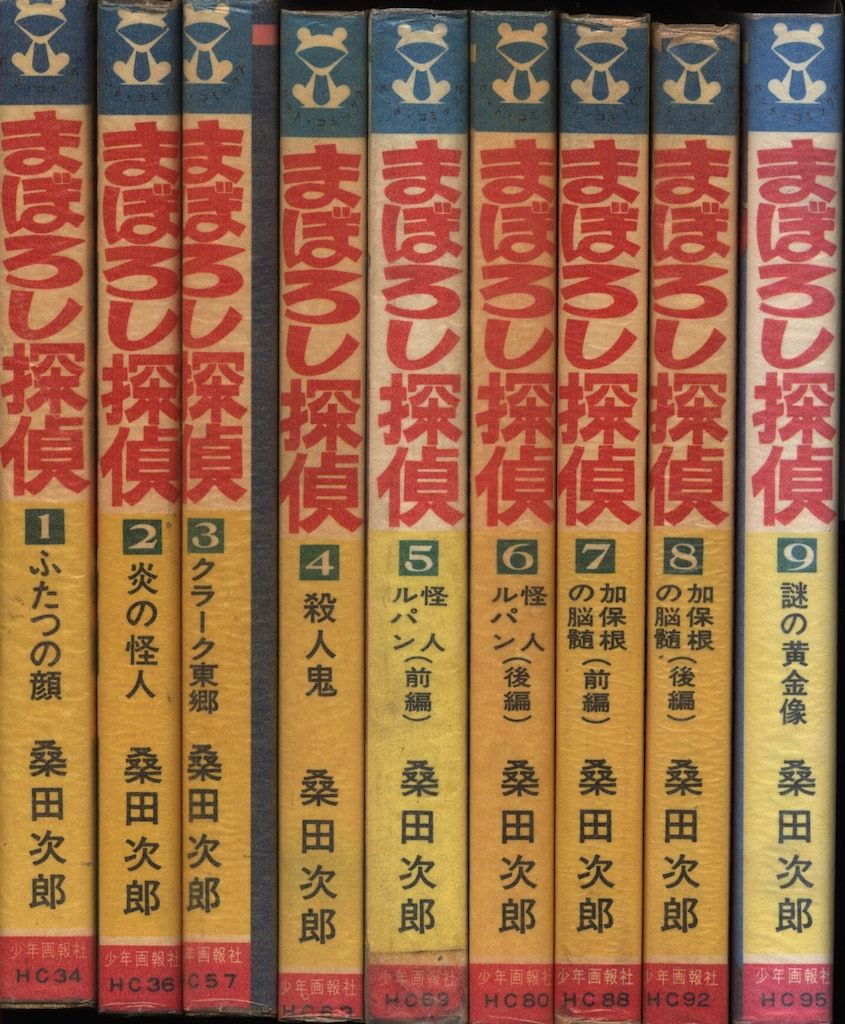 まぼろし探偵
1
ふたつの顔
桑田次郎
少年画報社
HC34
まぼろし探偵
2
炎の怪人
桑田次郎
少年画報社
HC36
まぼろし探偵
3
クラーク東郷
桑田次郎
年画報社
C57
まぼろし探偵
4
殺人鬼
桑田次郎
少年画報社
HC63
まぼろし探偵
5
怪人
ルパン(前編)
桑田次郎
少年画報社
HC69
まぼろし探偵
6
怪人
ルパン(後編)
桑田次郎
少年画報社
HC80
まぼろし探偵
7
加保根
の脳髄(前編)
桑田次郎
少年画報社
HC88
まぼろし探偵
8
加保根
の脳髄(後編)
桑田次郎
少年画報社
HC92
まぼろし探偵
9
謎の黄金像
桑田次郎
少年画報社
HC95